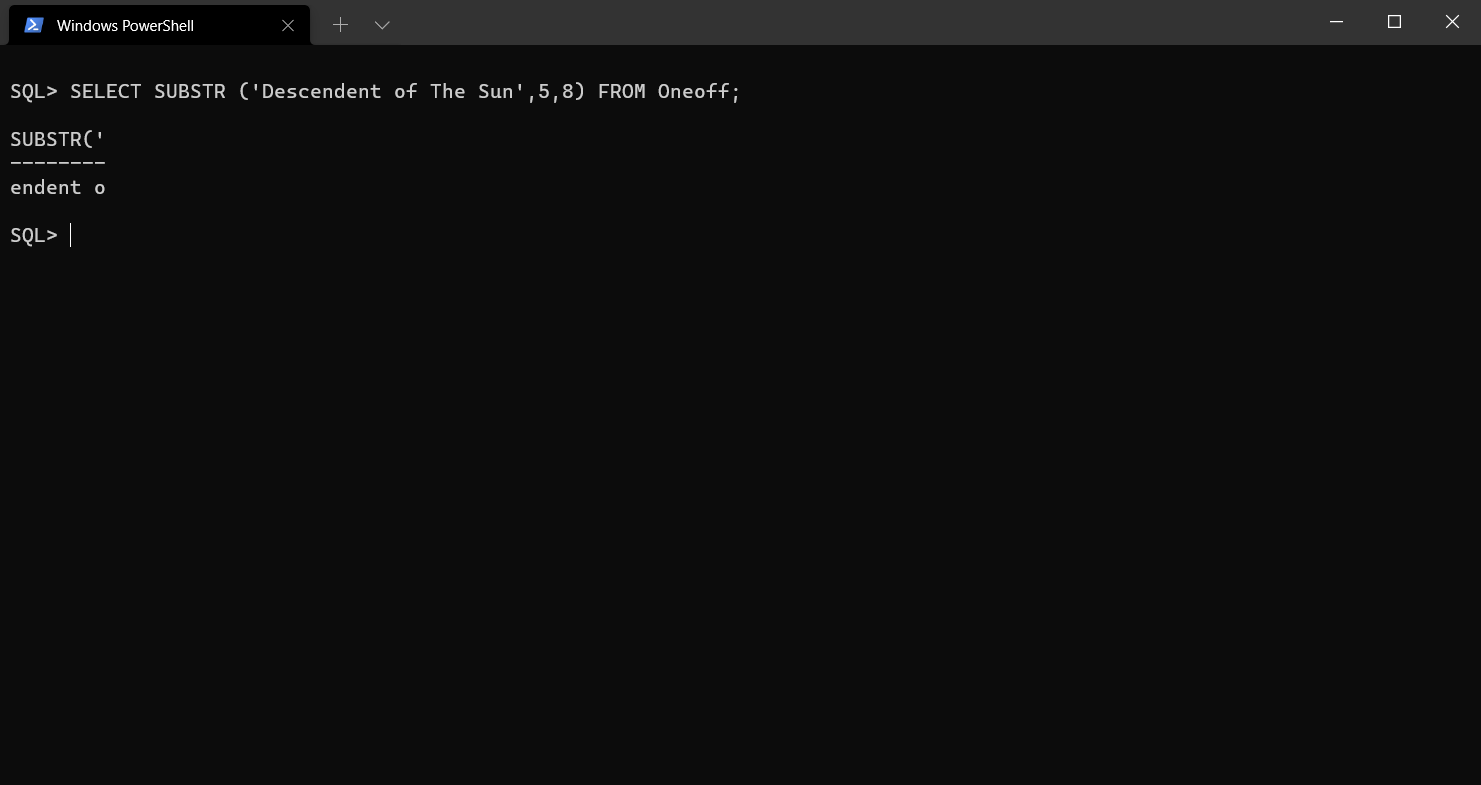 Windows PowerShell
SQL> SELECT SUBSTR ('Descendent of The Sun',5,8) FROM Oneoff;
SUBSTR('
--------
endent o
SQL>